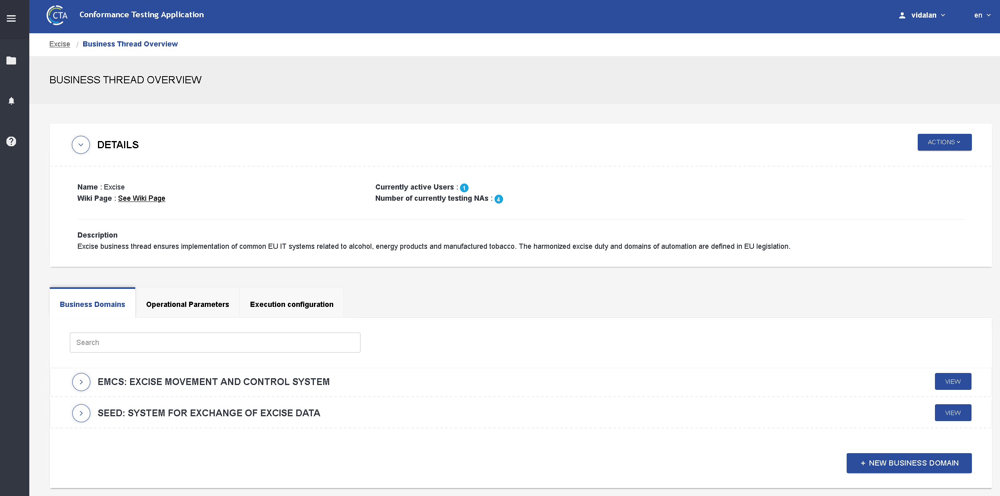 CTA
Conformance Testing Application
vidalan
en
Excise / Business Thread Overview
BUSINESS THREAD OVERVIEW
DETAILS
ACTIONS
Name : Excise
Wiki Page : See Wiki Page
Currently active Users : 1
Number of currently testing NAs : 4
Description
Excise business thread ensures implementation of common EU IT systems related to alcohol, energy products and manufactured tobacco. The harmonized excise duty and domains of automation are defined in EU legislation.
Business Domains
Operational Parameters
Execution configuration
Search
EMCS: EXCISE MOVEMENT AND CONTROL SYSTEM
VIEW
SEED: SYSTEM FOR EXCHANGE OF EXCISE DATA
VIEW
+ NEW BUSINESS DOMAIN